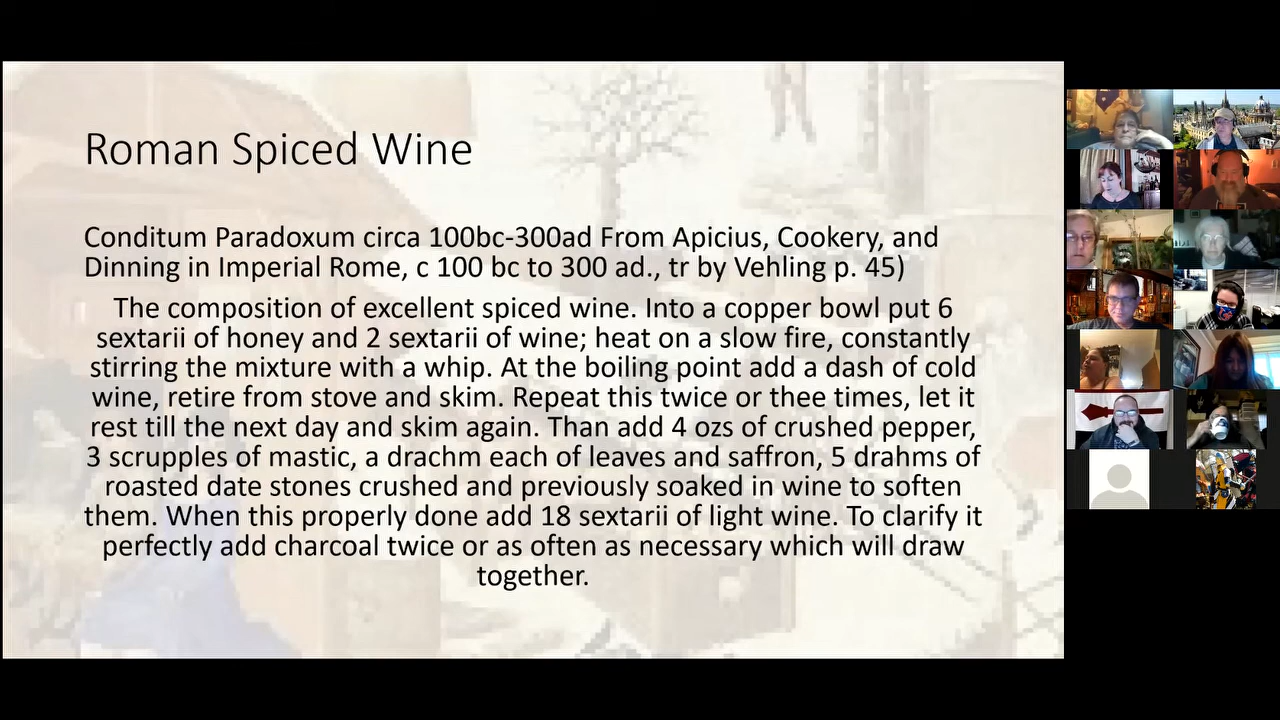 Roman Spiced Wine
Conditum Paradoxum circa 100bc-300ad From Apicius, Cookery, and
Dinning in Imperial Rome, c 100 bc to 300 ad., tr by Vehling p. 45)
The composition of excellent spiced wine. Into a copper bowl put 6
sextarii of honey and 2 sextarii of wine; heat on a slow fire, constantly
stirring the mixture with a whip. At the boiling point add a dash of cold
wine, retire from stove and skim. Repeat this twice or thee times, let it
rest till the next day and skim again. Than add 4 ozs of crushed pepper,
3 scrupples of mastic, a drachm each of leaves and saffron, 5 drahms of
roasted date stones crushed and previously soaked in wine to soften
them. When this properly done add 18 sextarii of light wine. To clarify it
perfectly add charcoal twice or as often as necessary which will draw
together.